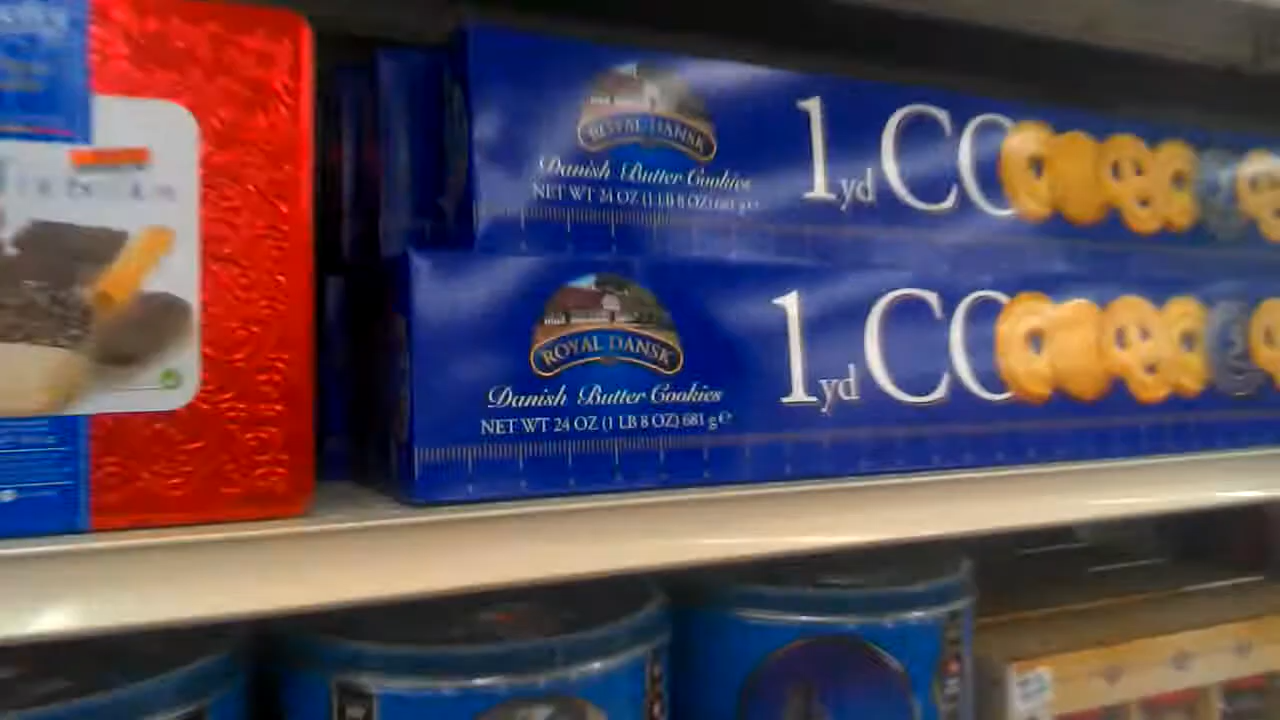 ROYAL DANSK
Danish Butter Cookies
NET WT 24 OZ (1 LB 8 OZ) 681 g e
1yd CO
ROYAL DANSK
Danish Butter Cookies
NET WT 24 OZ (1 LB 8 OZ) 681 g ℮
1yd CO